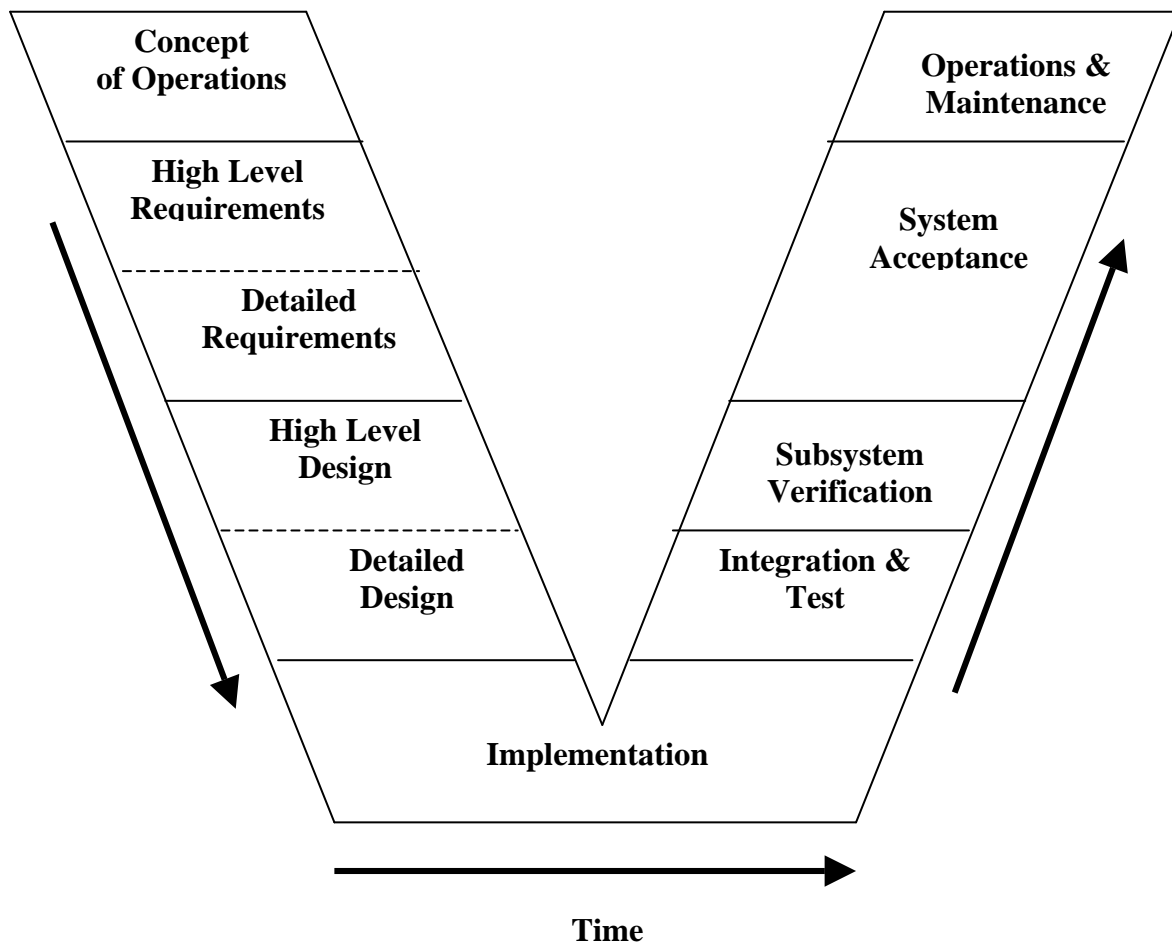 Concept
of Operations
High Level
Requirements
Detailed
Requirements
High Level
Design
Detailed
Design
Implementation
Integration &
Test
Subsystem
Verification
System
Acceptance
Operations &
Maintenance
Time